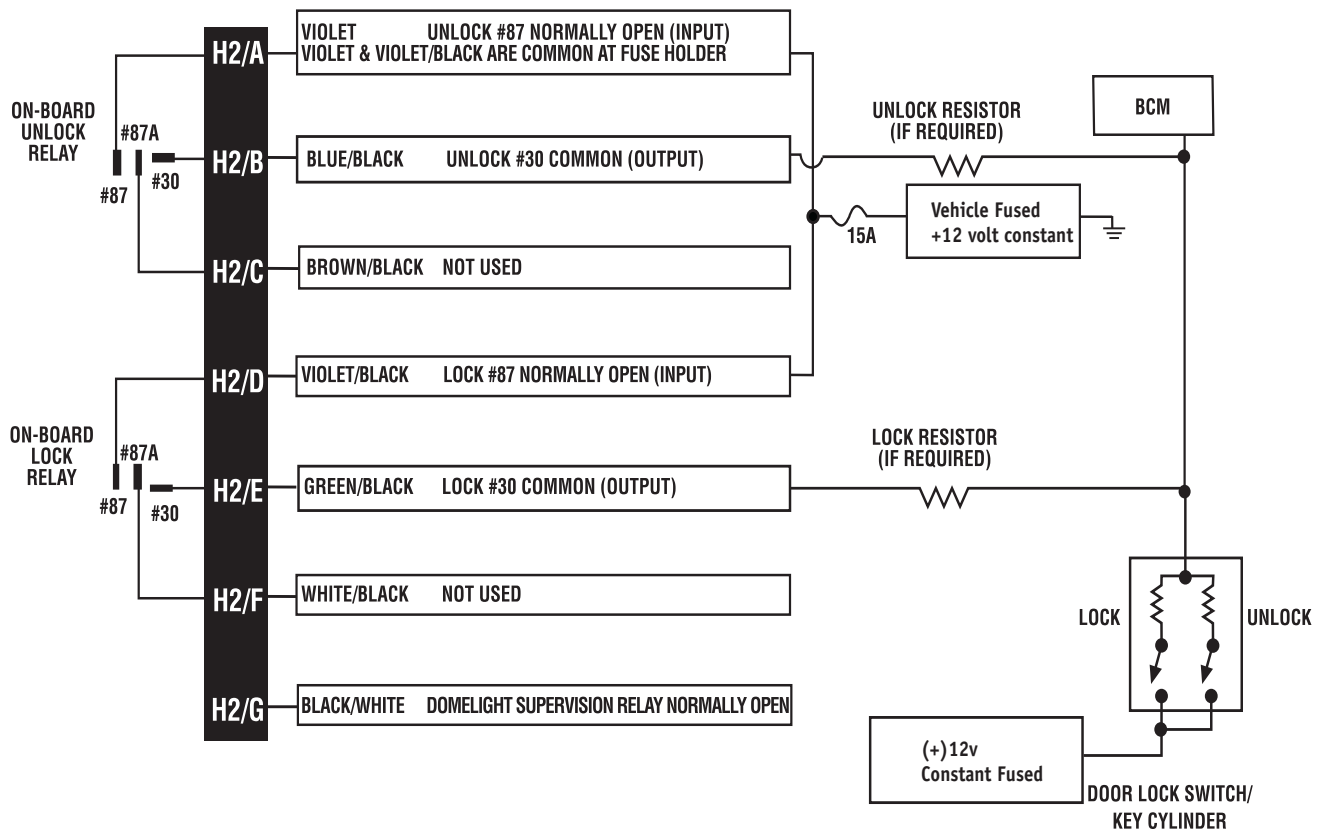 H2/A
VIOLET UNLOCK #87 NORMALLY OPEN (INPUT)
VIOLET & VIOLET/BLACK ARE COMMON AT FUSE HOLDER
ON-BOARD
UNLOCK
RELAY
#87A
#87
#30
H2/B
BLUE/BLACK UNLOCK #30 COMMON (OUTPUT)
UNLOCK RESISTOR
(IF REQUIRED)
BCM
15A
Vehicle Fused
+12 volt constant
H2/C
BROWN/BLACK NOT USED
H2/D
VIOLET/BLACK LOCK #87 NORMALLY OPEN (INPUT)
ON-BOARD
LOCK
RELAY
#87A
#87
#30
H2/E
GREEN/BLACK LOCK #30 COMMON (OUTPUT)
LOCK RESISTOR
(IF REQUIRED)
H2/F
WHITE/BLACK NOT USED
LOCK
UNLOCK
H2/G
BLACK/WHITE DOMELIGHT SUPERVISION RELAY NORMALLY OPEN
(+)12v
Constant Fused
DOOR LOCK SWITCH/
KEY CYLINDER